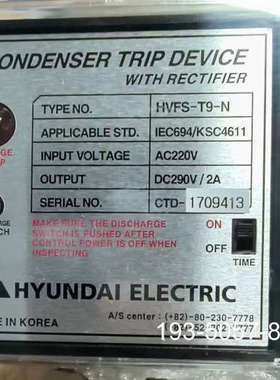 ONDENSER TRIP DEVICE
WITH RECTIFIER
TYPE NO. HVFS-T9-N
APPLICABLE STD. IEC694/KSC4611
INPUT VOLTAGE AC220V
OUTPUT DC290V/2A
SERIAL NO. CTD-1709413
MAKE SURE THE DISCHARGE
SWITCH IS PUSHED AFTER
CONTROL POWER IS OFF WHEN
INSPECTING
ON
OFF
TIME
HYUNDAI ELECTRIC
E IN KOREA
A/S center : (+82)-80-230-7778